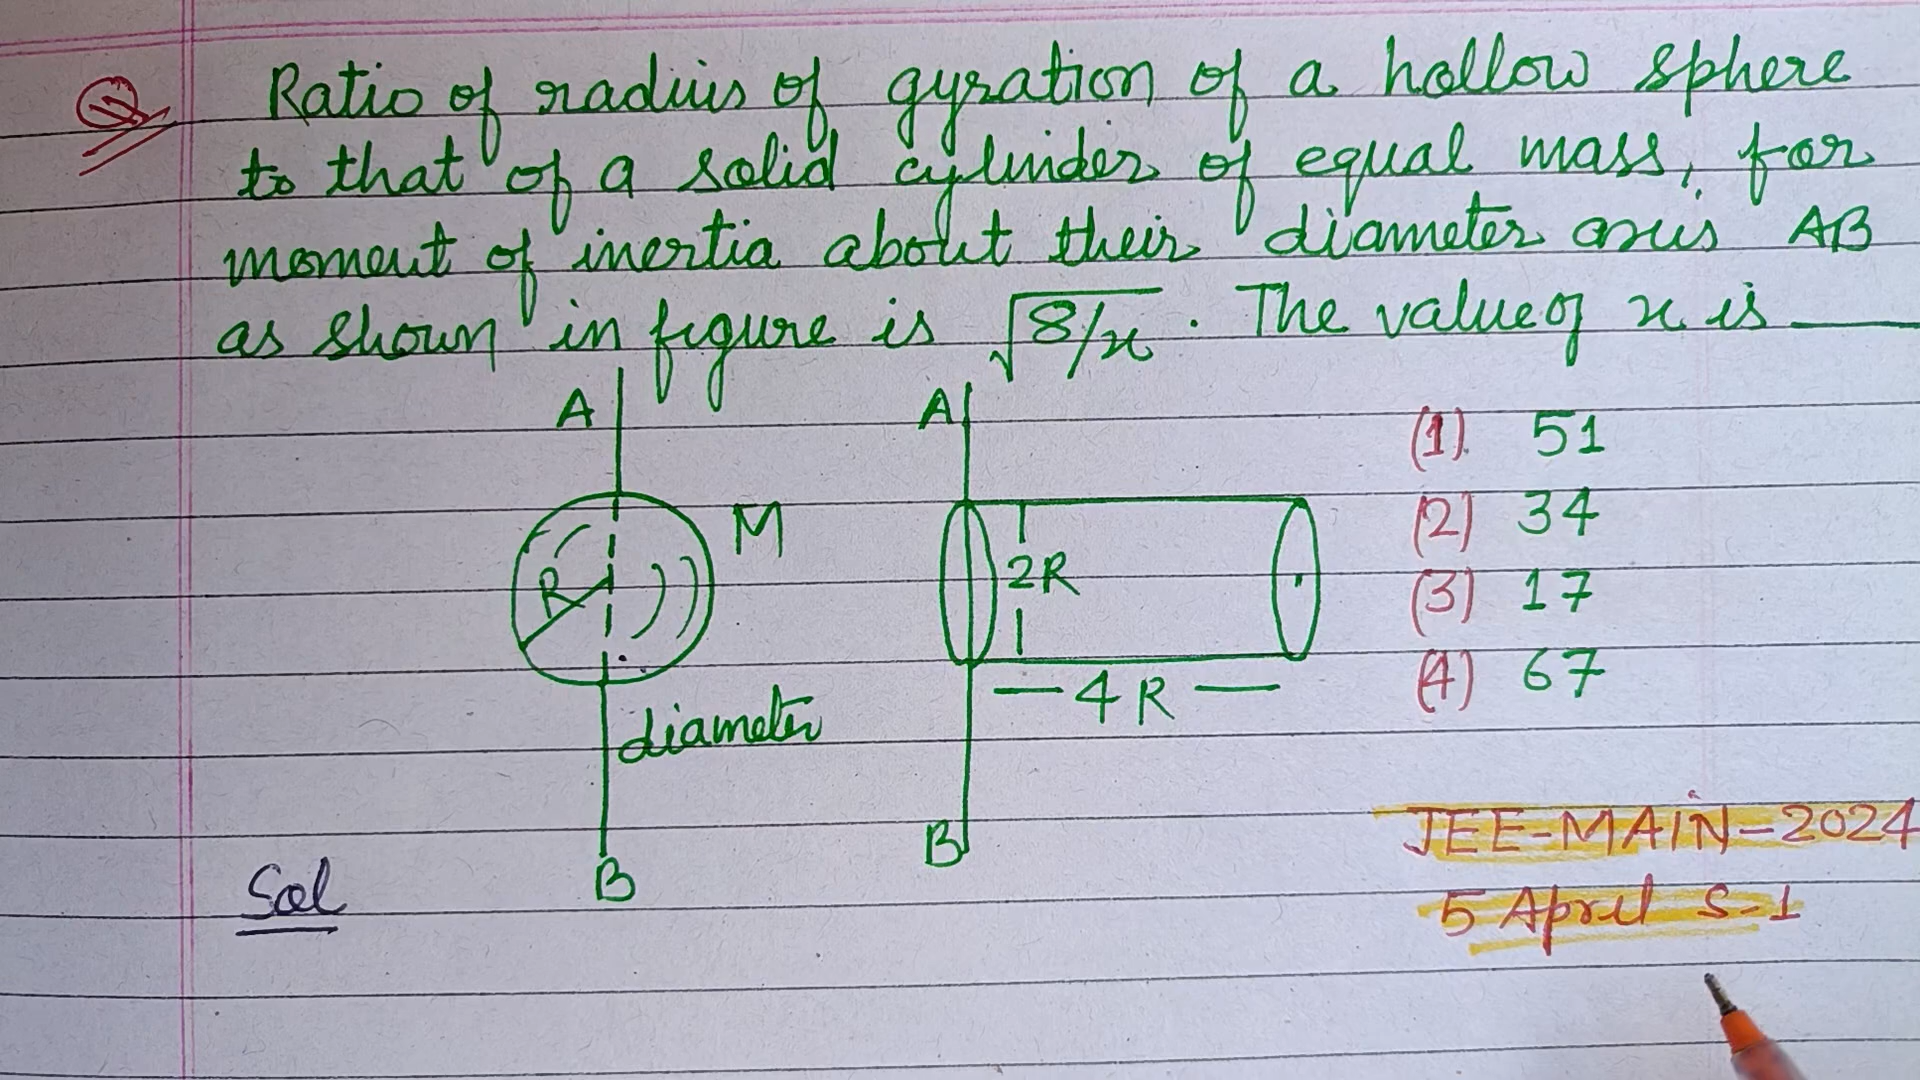 Q
Ratio of radius of gyration of a hollow sphere
to that of a solid cylinder of equal mass, for
moment of inertia about their diameter axis AB
as shown in figure is √8/x. The value of x is ____
A
A
(1) 51
M
(2) 34
R
2R
(3) 17
4R
(4) 67
diameter
B
JEE-MAIN-2024
B
Sol
5 April S-1